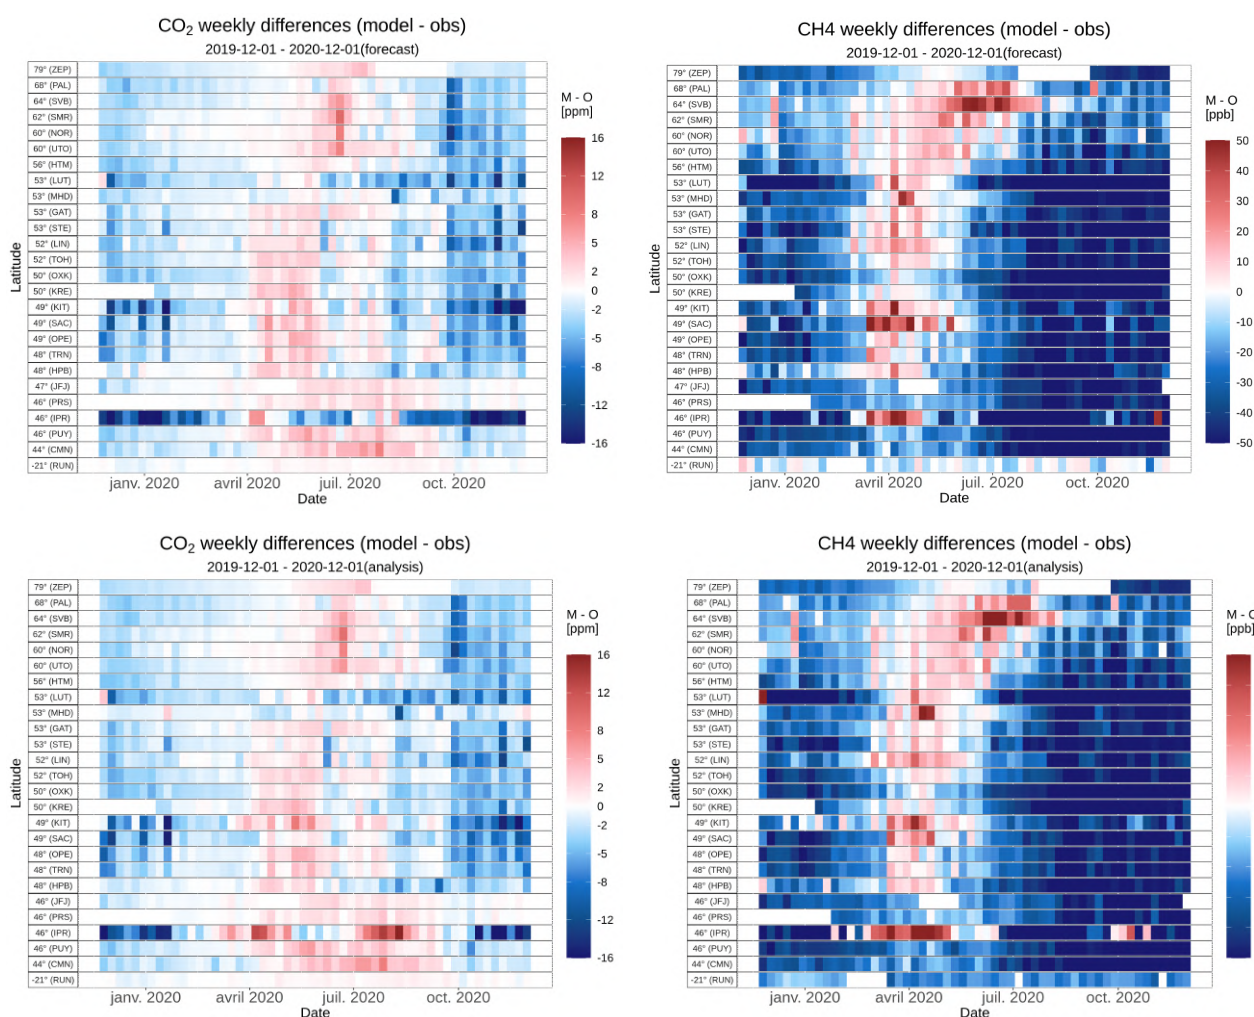 CO2 weekly differences (model - obs)
2019-12-01 - 2020-12-01(forecast)
Latitude
79° (ZEP)
68° (PAL)
64° (SVB)
62° (SMR)
60° (NOR)
60° (UTO)
56° (HTM)
53° (LUT)
53° (MHD)
53° (GAT)
53° (STE)
52° (LIN)
52° (TOH)
50° (OXK)
50° (KRE)
49° (KIT)
49° (SAC)
49° (OPE)
48° (TRN)
48° (HPB)
47° (JFJ)
46° (PRS)
46° (IPR)
46° (PUY)
44° (CMN)
-21° (RUN)
janv. 2020 avril 2020 juil. 2020 oct. 2020
Date
M - O
[ppm]
16
12
8
5
2
0
-2
-5
-8
-12
-16
CH4 weekly differences (model - obs)
2019-12-01 - 2020-12-01(forecast)
Latitude
79° (ZEP)
68° (PAL)
64° (SVB)
62° (SMR)
60° (NOR)
60° (UTO)
56° (HTM)
53° (LUT)
53° (MHD)
53° (GAT)
53° (STE)
52° (LIN)
52° (TOH)
50° (OXK)
50° (KRE)
49° (KIT)
49° (SAC)
49° (OPE)
48° (TRN)
48° (HPB)
47° (JFJ)
46° (PRS)
46° (IPR)
46° (PUY)
44° (CMN)
-21° (RUN)
janv. 2020 avril 2020 juil. 2020 oct. 2020
Date
M - O
[ppb]
50
40
30
20
10
0
-10
-20
-30
-40
-50
CO2 weekly differences (model - obs)
2019-12-01 - 2020-12-01(analysis)
Latitude
79° (ZEP)
68° (PAL)
64° (SVB)
62° (SMR)
60° (NOR)
60° (UTO)
56° (HTM)
53° (LUT)
53° (MHD)
53° (GAT)
53° (STE)
52° (LIN)
52° (TOH)
50° (OXK)
50° (KRE)
49° (KIT)
49° (SAC)
48° (OPE)
48° (TRN)
48° (HPB)
46° (JFJ)
46° (PRS)
46° (IPR)
46° (PUY)
44° (CMN)
-21° (RUN)
janv. 2020 avril 2020 juil. 2020 oct. 2020
Date
M - O
[ppm]
16
12
8
5
2
0
-2
-5
-8
-12
-16
CH4 weekly differences (model - obs)
2019-12-01 - 2020-12-01(analysis)
Latitude
79° (ZEP)
68° (PAL)
64° (SVB)
62° (SMR)
60° (NOR)
60° (UTO)
56° (HTM)
53° (LUT)
53° (MHD)
53° (GAT)
53° (STE)
52° (LIN)
52° (TOH)
50° (OXK)
50° (KRE)
49° (KIT)
49° (SAC)
48° (OPE)
48° (TRN)
48° (HPB)
46° (JFJ)
46° (PRS)
46° (IPR)
46° (PUY)
44° (CMN)
-21° (RUN)
janv. 2020 avril 2020 juil. 2020 oct. 2020
Date
M - O
[ppb]